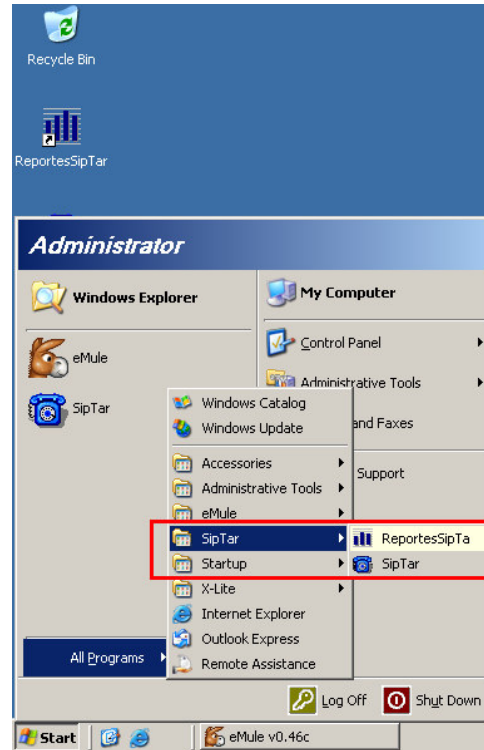 Recycle Bin
ReportesSipTar
Administrator
Windows Explorer
eMule
SipTar
My Computer
Control Panel
Administrative Tools
and Faxes
Support
Windows Catalog
Windows Update
Accessories
Administrative Tools
eMule
SipTar
Startup
X-Lite
Internet Explorer
Outlook Express
Remote Assistance
ReportesSipTa
SipTar
All Programs
Log Off
Shut Down
Start
eMule v0.46c